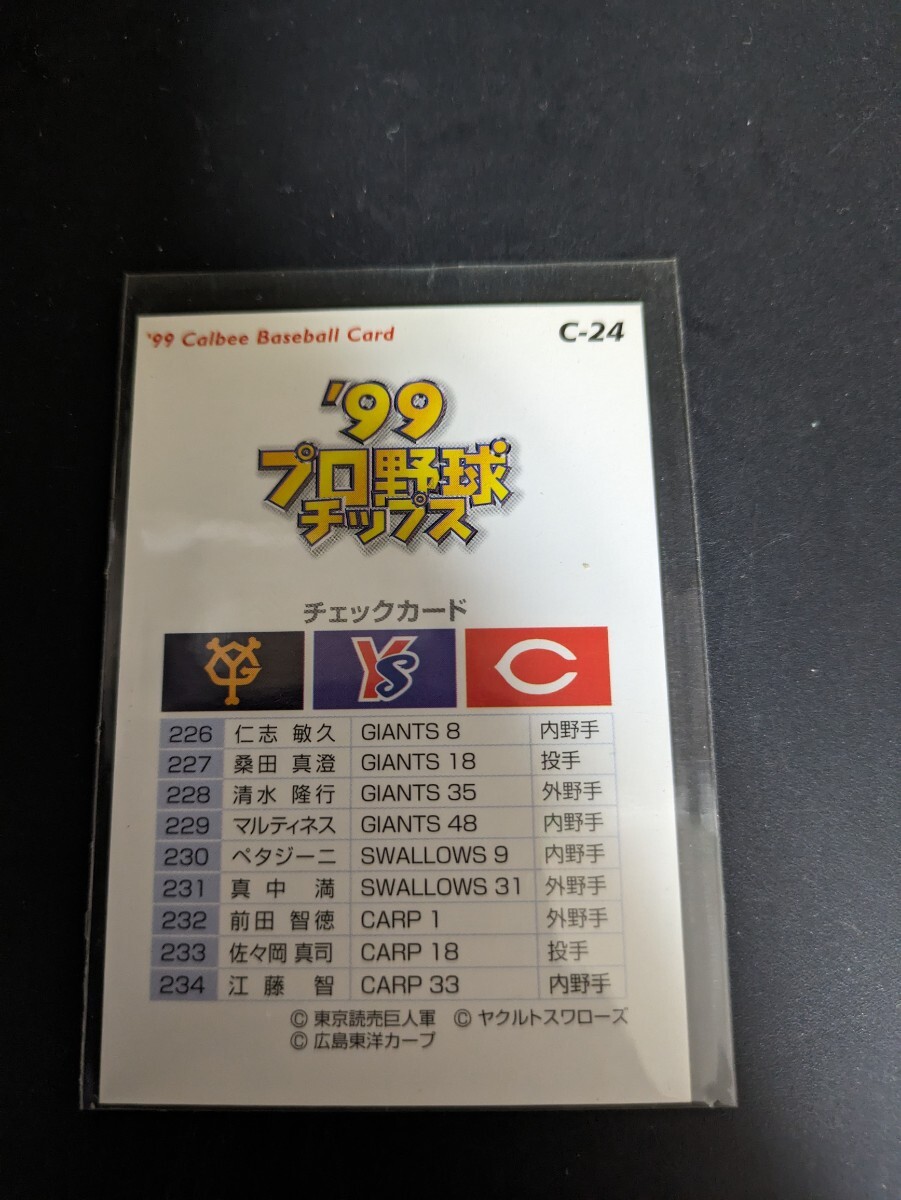 '99 Calbee Baseball Card C-24
'99
プロ野球
チップス
チェックカード
YG YS C
226 仁志 敏久 GIANTS 8 内野手
227 桑田 真澄 GIANTS 18 投手
228 清水 隆行 GIANTS 35 外野手
229 マルティネス GIANTS 48 内野手
230 ペタジーニ SWALLOWS 9 内野手
231 真中 満 SWALLOWS 31 外野手
232 前田 智徳 CARP 1 外野手
233 佐々岡 真司 CARP 18 投手
234 江藤 智 CARP 33 内野手
© 東京読売巨人軍 © ヤクルトスワローズ
© 広島東洋カープ